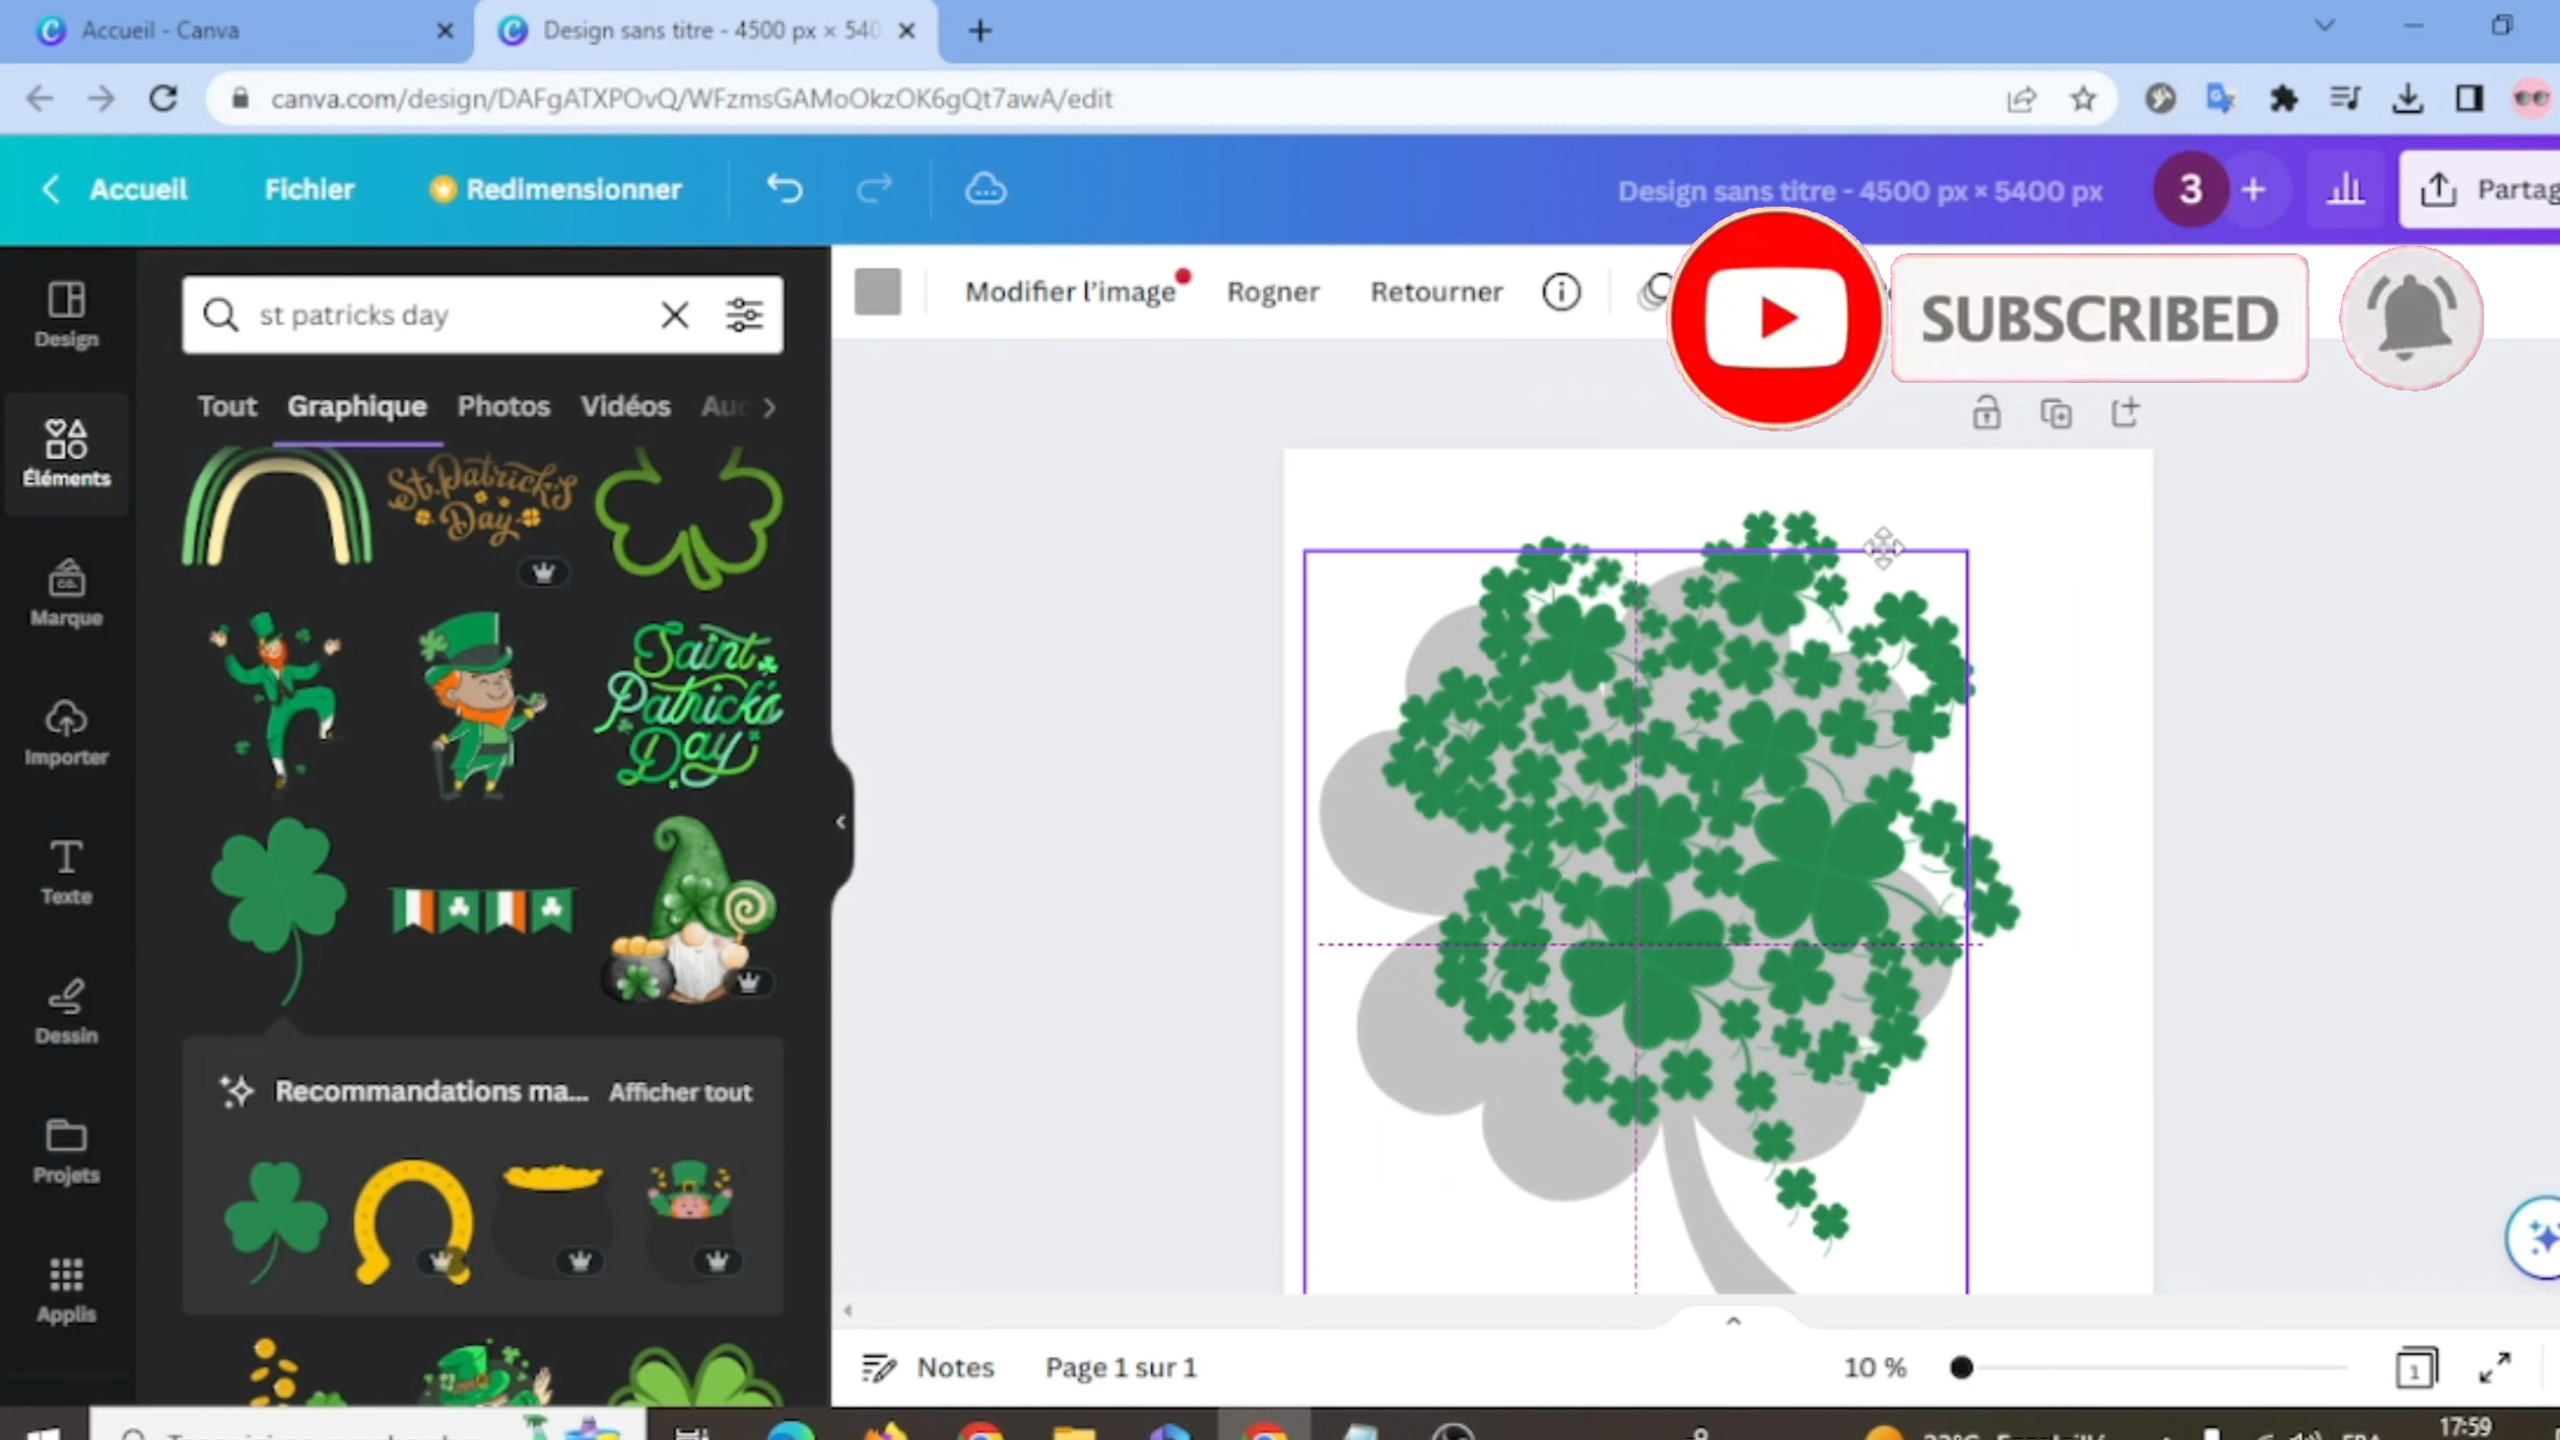 Accueil - Canva
Design sans titre - 4500 px × 540
canva.com/design/DAFgATXPOvQ/WFzmsGAMoOkzOK6gQt7awA/edit
Accueil
Fichier
Redimensionner
Design sans titre - 4500 px × 5400 px
3
Partag
Design
Éléments
Marque
Importer
Texte
Dessin
Projets
Applis
st patricks day
Tout
Graphique
Photos
Vidéos
Au
St. Patrick's
Day
Saint
Patrick's
Day
Recommandations ma...
Afficher tout
Modifier l'image
Rogner
Retourner
SUBSCRIBED
Notes
Page 1 sur 1
10 %
1
17:59